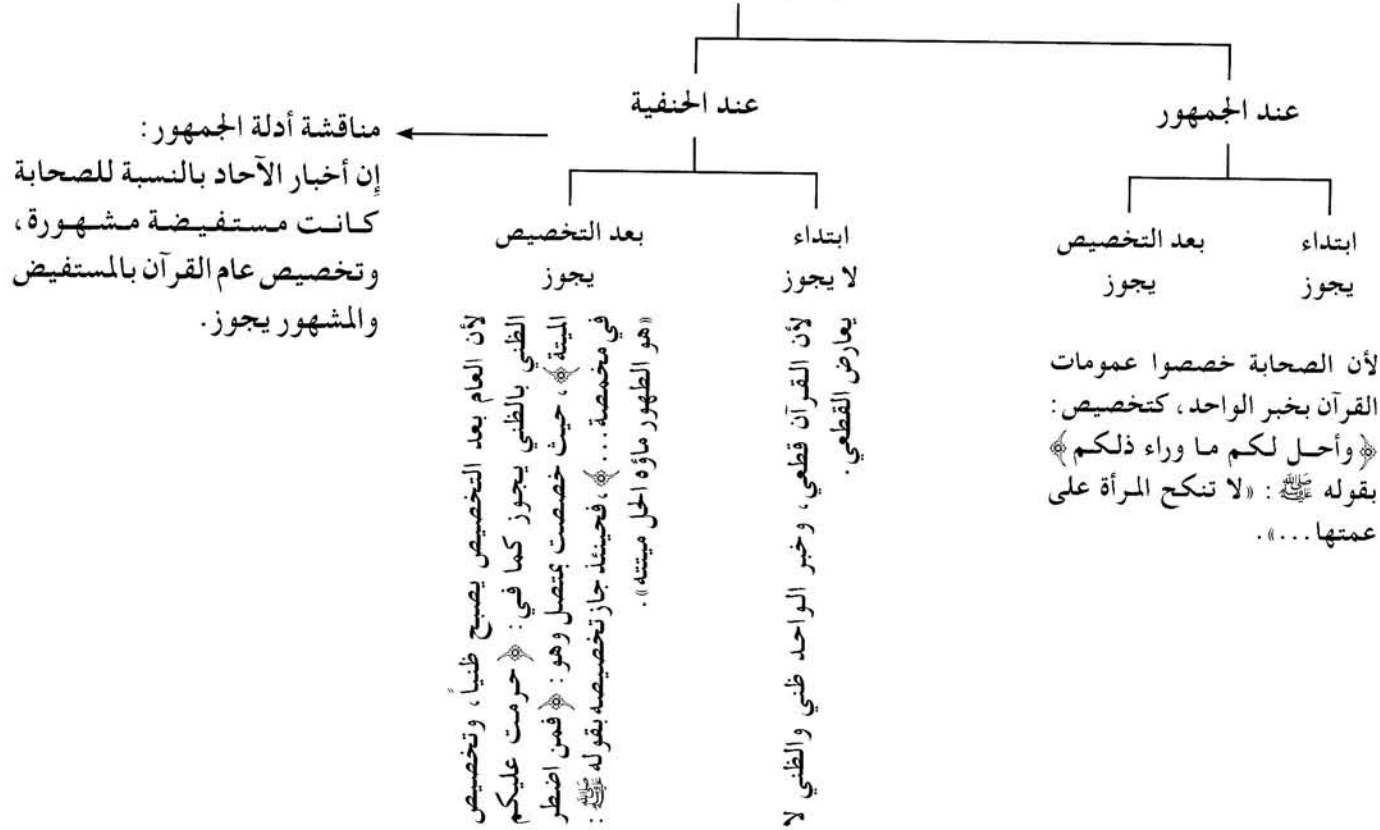 عند الجمهور
ابتداء
يجوز
بعد التخصيص
يجوز
لأن الصحابة خصصوا عمومات
القرآن بخبر الواحد، كتخصيص:
﴿وأحل لكم ما وراء ذلكم﴾
بقوله ﷺ: «لا تنكح المرأة على
عمتها...».
عند الحنفية
ابتداء
لا يجوز
لأن القرآن قطعي، وخبر الواحد ظني والظني لا
يعارض القطعي.
بعد التخصيص
يجوز
لأن العام بعد التخصيص يصبح ظنياً، وتخصيص
الظني بالظني يجوز كما في: ﴿حرمت عليكم
الميتة﴾، حيث خصصت بمتصل وهو: ﴿فمن اضطر
في مخمصة...﴾، فحينئذ جاز تخصيصه بقوله ﷺ:
«هو الطهور ماؤه الحل ميتته».
مناقشة أدلة الجمهور:
إن أخبار الآحاد بالنسبة للصحابة
كانت مستفيضة مشهورة،
وتخصيص عام القرآن بالمستفيض
والمشهور يجوز.